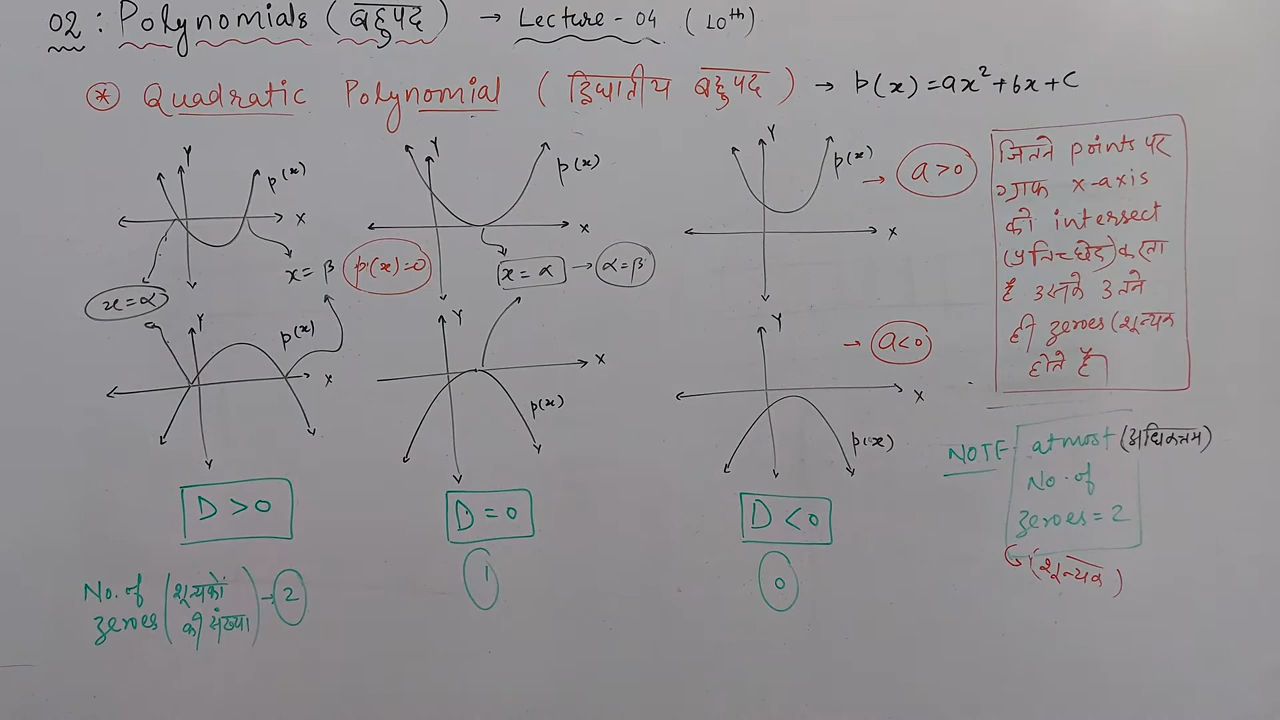 02 : Polynomials ( बहुपद ) → Lecture - 04 ( 10th )
* Quadratic Polynomial ( द्विघातीय बहुपद ) → p(x) = ax² + bx + c
Y
p(x)
X
x = α
x = β
Y
p(x)
X
p(x)=0
x = α → α = β
Y
p(x)
X
→ a > 0
Y
p(x)
X
Y
Y
X
p(x)
Y
X
p(x)
→ a < 0
जितने points पर
ग्राफ x-axis
को intersect
(प्रतिच्छेद) करता
है उसके उतने
ही zeroes (शून्यक
होते हैं
NOTE - atmost (अधिकतम)
No. of
zeroes = 2
(शून्यक)
D > 0
D = 0
D < 0
No. of
zeroes
(शून्यकों
की संख्या)
→ 2
1
0